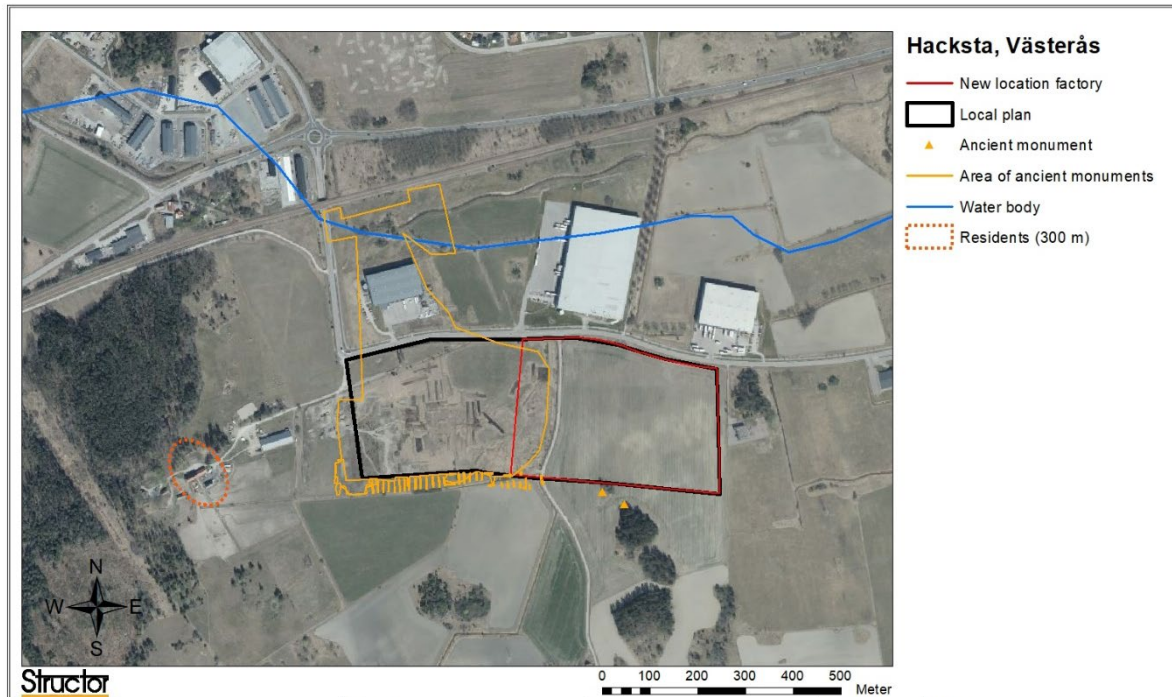 Hacksta, Västerås
New location factory
Local plan
Ancient monument
Area of ancient monuments
Water body
Residents (300 m)
N
W E
S
Structor
0 100 200 300 400 500
Meter